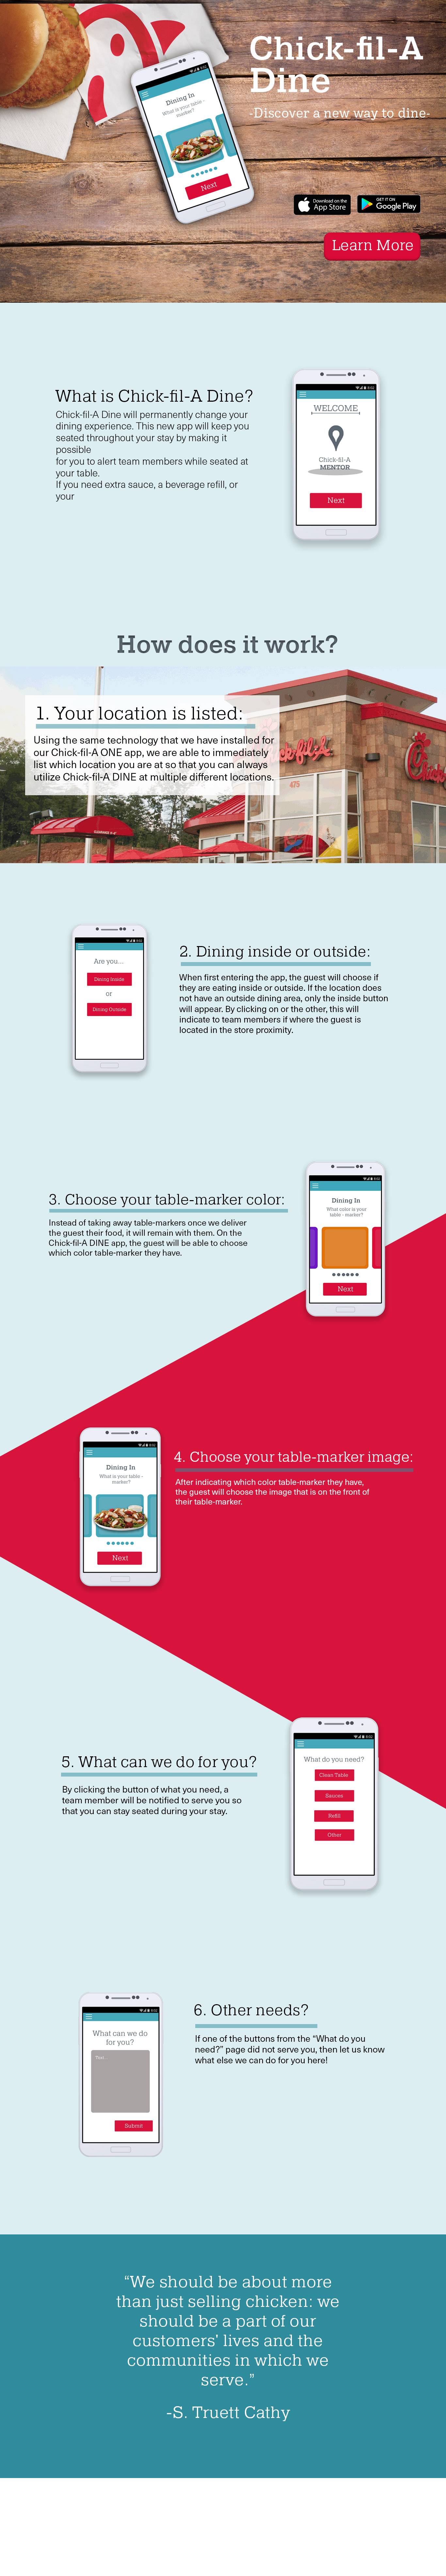 Chick-fil-A
Dine
-Discover a new way to dine-
Dining In
What is your table -
marker?
Next
Download on the
App Store
GET IT ON
Google Play
Learn More
What is Chick-fil-A Dine?
Chick-fil-A Dine will permanently change your
dining experience. This new app will keep you
seated throughout your stay by making it
possible
for you to alert team members while seated at
your table.
If you need extra sauce, a beverage refill, or
your
WELCOME
Chick-fil-A
MENTOR
Next
How does it work?
1. Your location is listed:
Using the same technology that we have installed for
our Chick-fil-A ONE app, we are able to immediately
list which location you are at so that you can always
utilize Chick-fil-A DINE at multiple different locations.
475
Are you...
Dining Inside
or
Dining Outside
2. Dining inside or outside:
When first entering the app, the guest will choose if
they are eating inside or outside. If the location does
not have an outside dining area, only the inside button
will appear. By clicking on or the other, this will
indicate to team members if where the guest is
located in the store proximity.
3. Choose your table-marker color:
Instead of taking away table-markers once we deliver
the guest their food, it will remain with them. On the
Chick-fil-A DINE app, the guest will be able to choose
which color table-marker they have.
Dining In
What color is your
table - marker?
Next
Dining In
What is your table -
marker?
Next
4. Choose your table-marker image:
After indicating which color table-marker they have,
the guest will choose the image that is on the front of
their table-marker.
5. What can we do for you?
By clicking the button of what you need, a
team member will be notified to serve you so
that you can stay seated during your stay.
What do you need?
Clean Table
Sauces
Refill
Other
What can we do
for you?
Submit
6. Other needs?
If one of the buttons from the “What do you
need?” page did not serve you, then let us know
what else we can do for you here!
“We should be about more
than just selling chicken: we
should be a part of our
customers’ lives and the
communities in which we
serve.”
-S. Truett Cathy